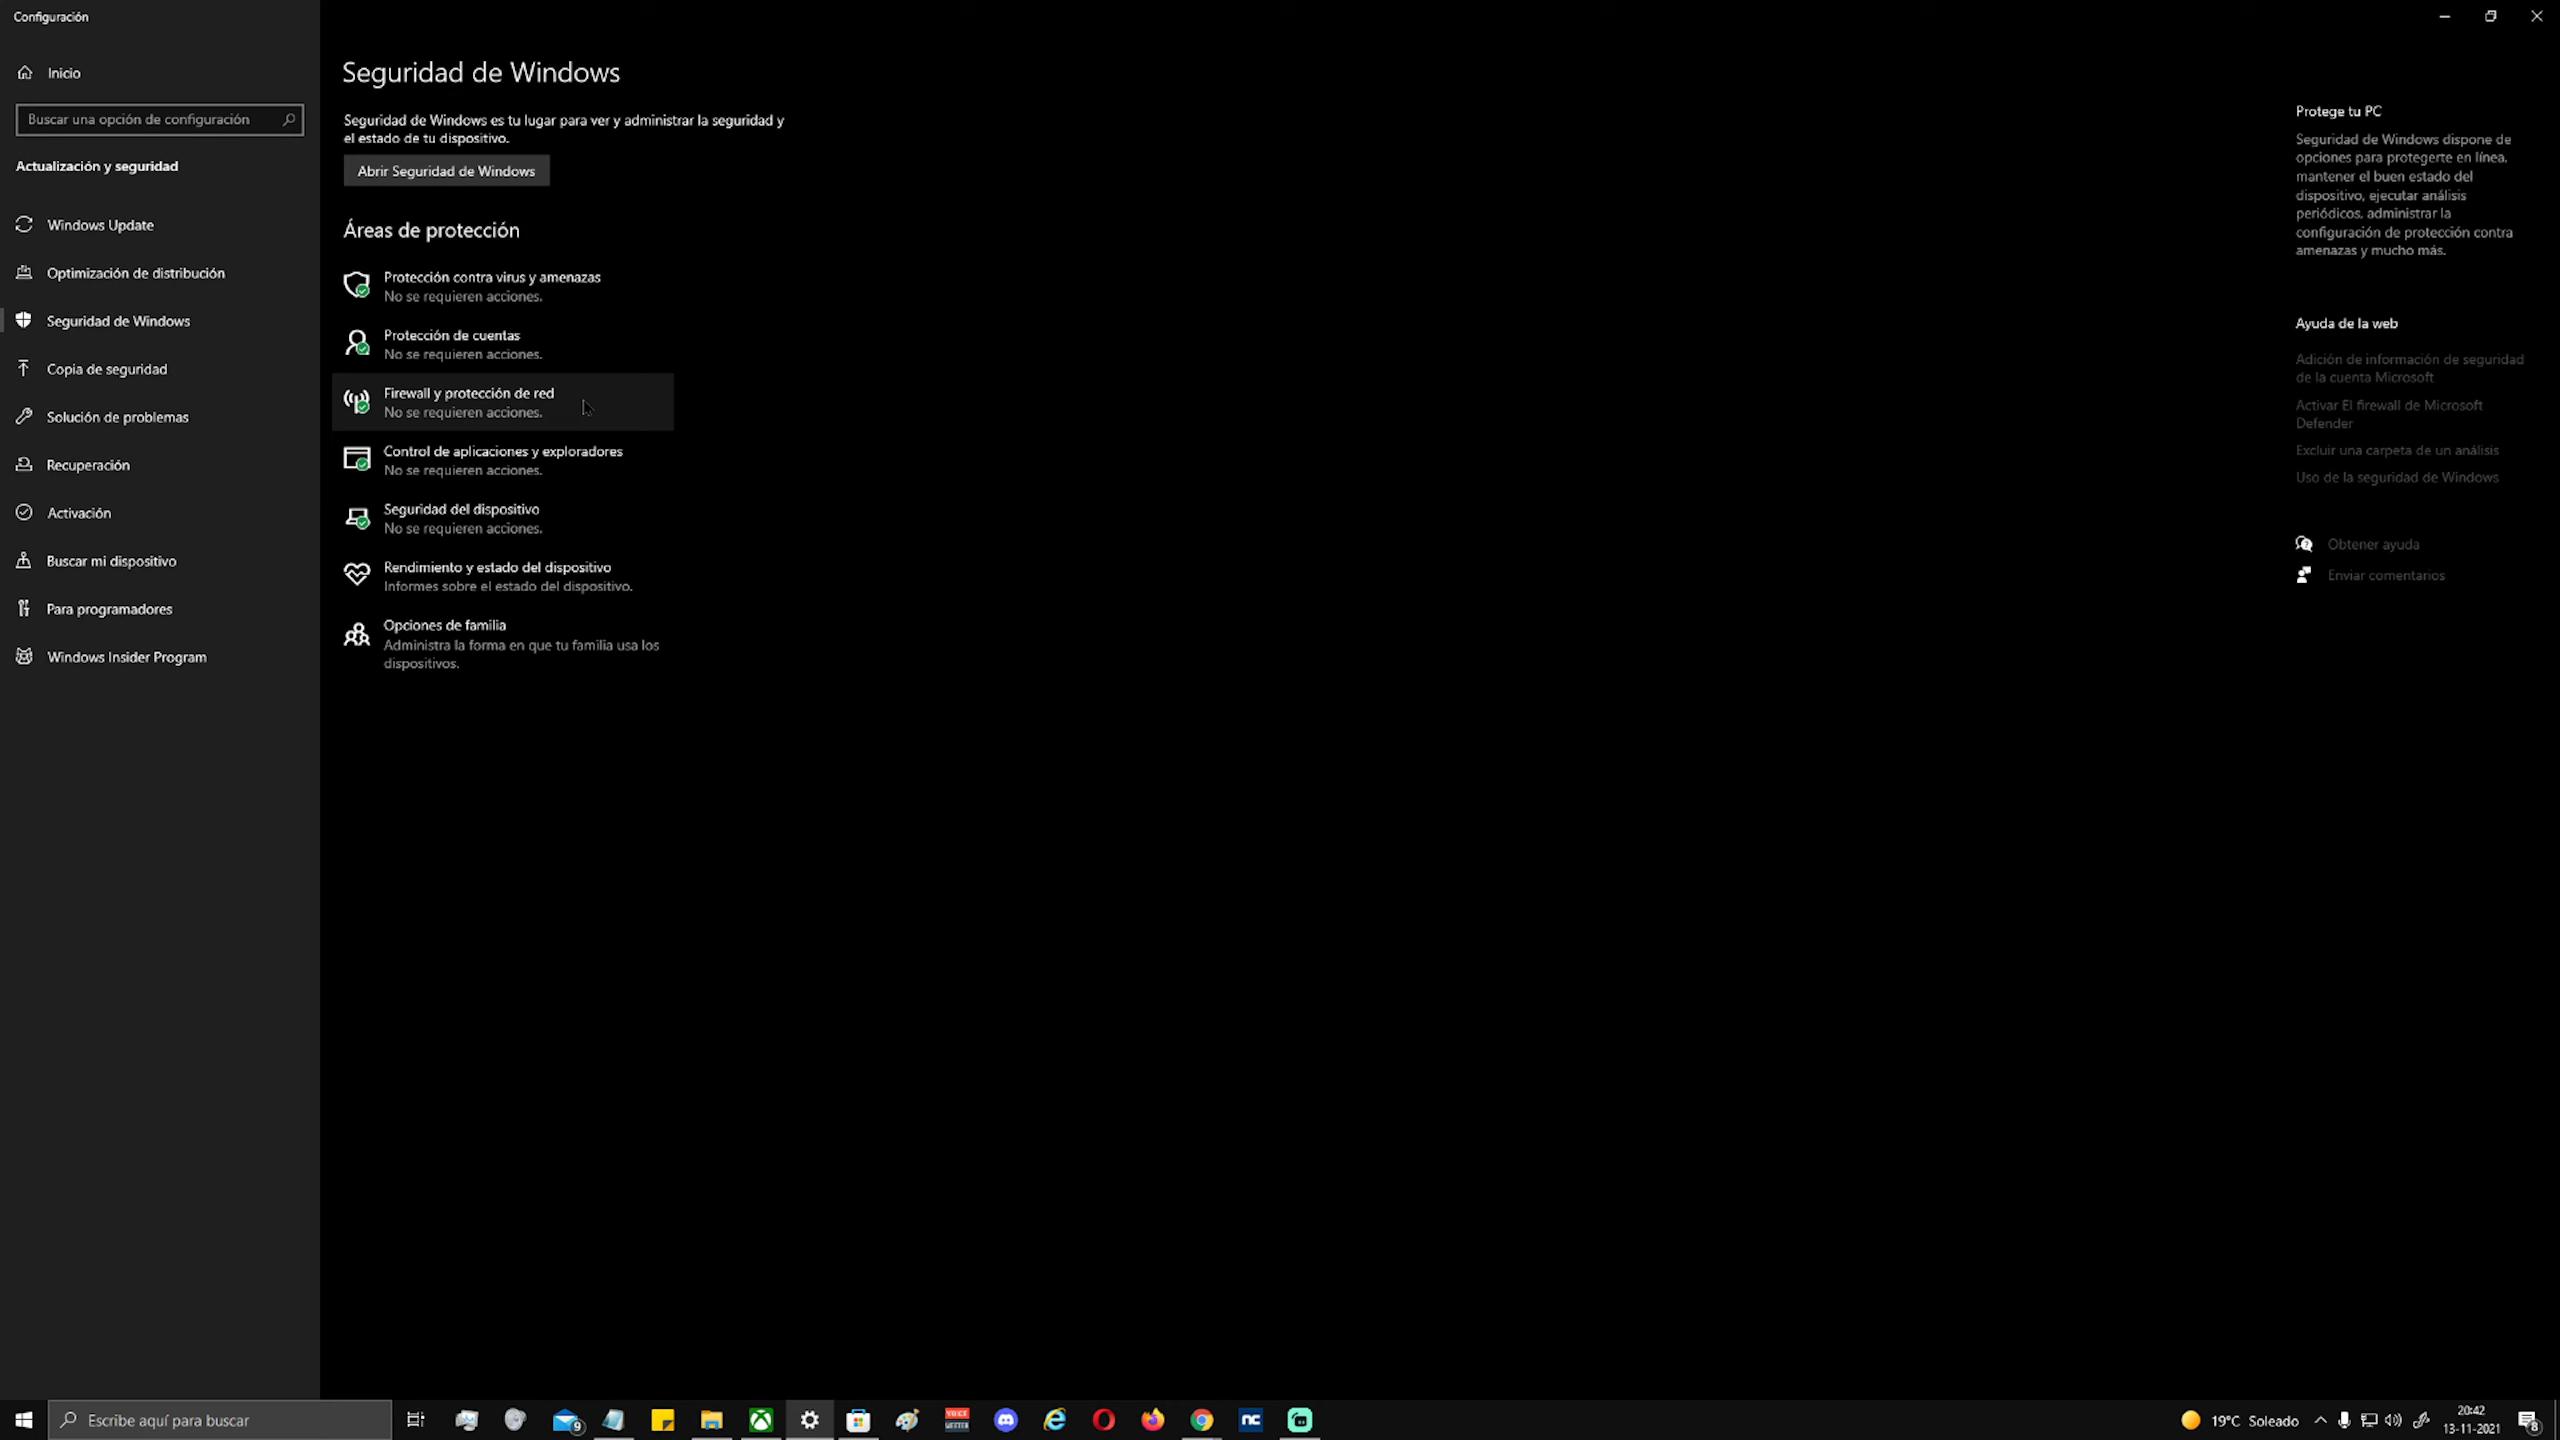 Configuración
Inicio
Buscar una opción de configuración
Actualización y seguridad
Windows Update
Optimización de distribución
Seguridad de Windows
Copia de seguridad
Solución de problemas
Recuperación
Activación
Buscar mi dispositivo
Para programadores
Windows Insider Program
Seguridad de Windows
Seguridad de Windows es tu lugar para ver y administrar la seguridad y
el estado de tu dispositivo.
Abrir Seguridad de Windows
Áreas de protección
Protección contra virus y amenazas
No se requieren acciones.
Protección de cuentas
No se requieren acciones.
Firewall y protección de red
No se requieren acciones.
Control de aplicaciones y exploradores
No se requieren acciones.
Seguridad del dispositivo
No se requieren acciones.
Rendimiento y estado del dispositivo
Informes sobre el estado del dispositivo.
Opciones de familia
Administra la forma en que tu familia usa los
dispositivos.
Protege tu PC
Seguridad de Windows dispone de
opciones para protegerte en línea,
mantener el buen estado del
dispositivo, ejecutar análisis
periódicos, administrar la
configuración de protección contra
amenazas y mucho más.
Ayuda de la web
Adición de información de seguridad
de la cuenta Microsoft
Activar El firewall de Microsoft
Defender
Excluir una carpeta de un análisis
Uso de la seguridad de Windows
Obtener ayuda
Enviar comentarios
Escribe aquí para buscar
9
VOICE
MEETER
nc
19°C Soleado
20:42
13-11-2021
8